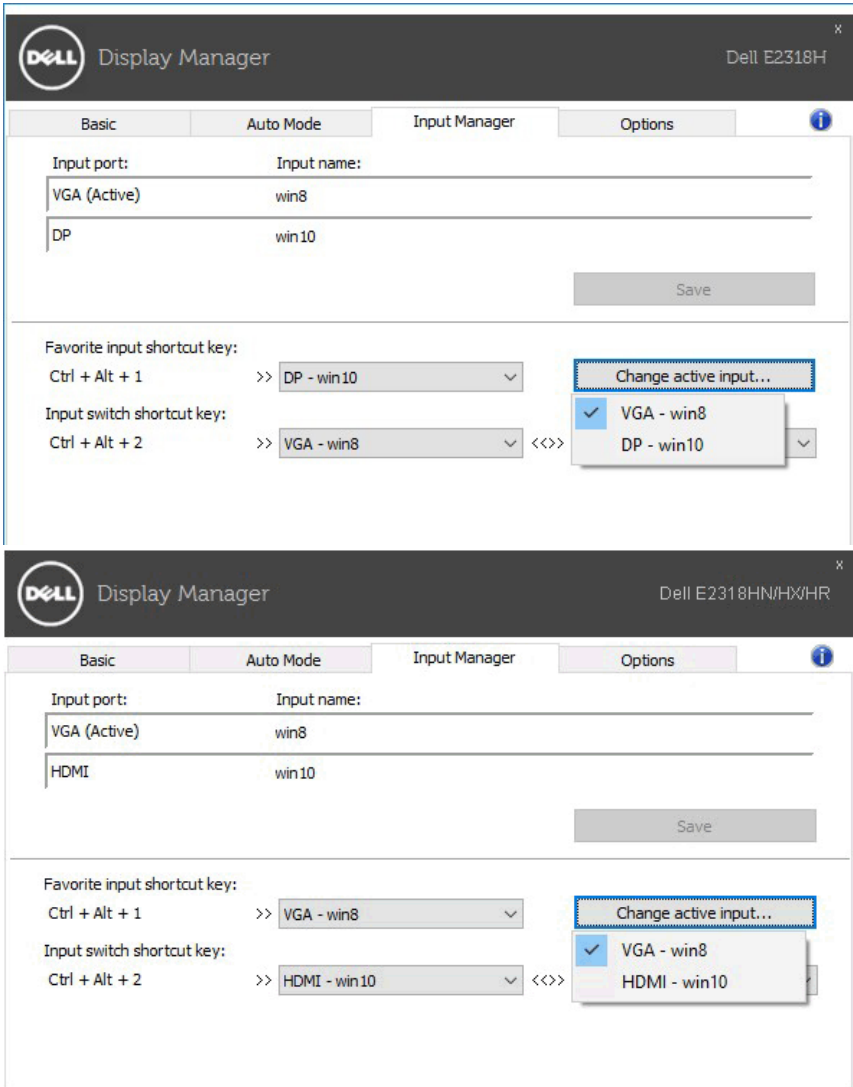 x
DELL Display Manager Dell E2318H
Basic Auto Mode Input Manager Options i
Input port: Input name:
VGA (Active) win8
DP win10
Save
Favorite input shortcut key:
Ctrl + Alt + 1 >> DP - win10 Change active input...
Input switch shortcut key: VGA - win8
Ctrl + Alt + 2 >> VGA - win8 <<>> DP - win10
x
DELL Display Manager Dell E2318HN/HX/HR
Basic Auto Mode Input Manager Options i
Input port: Input name:
VGA (Active) win8
HDMI win10
Save
Favorite input shortcut key:
Ctrl + Alt + 1 >> VGA - win8 Change active input...
Input switch shortcut key: VGA - win8
Ctrl + Alt + 2 >> HDMI - win10 <<>> HDMI - win10